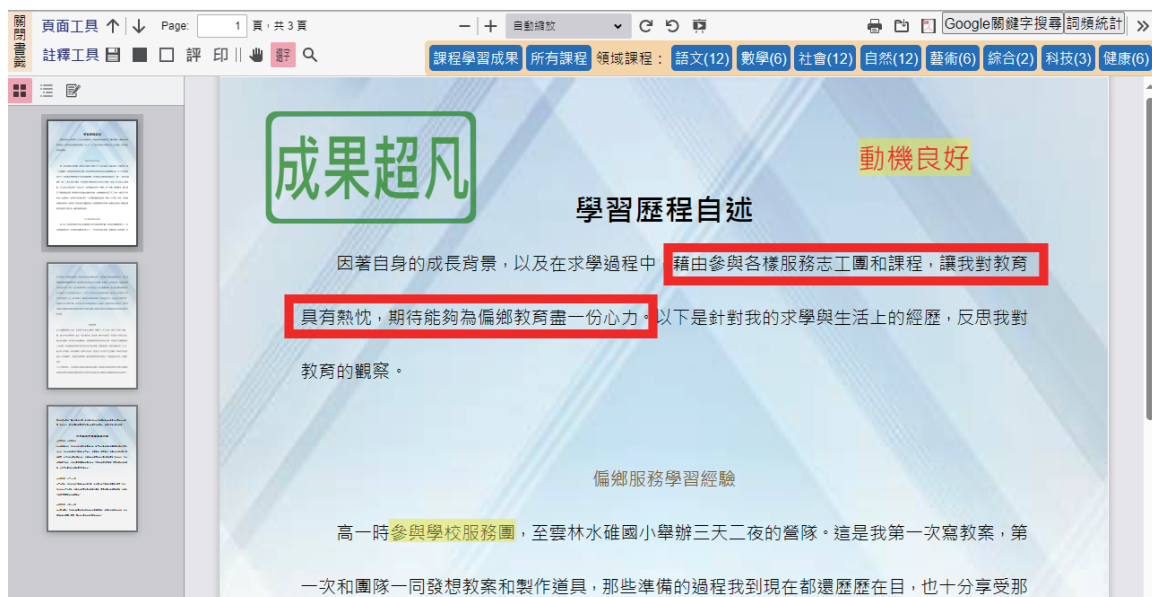 關閉書籤
頁面工具 ↑ ↓ Page: 1 頁，共 3 頁 － ＋ 自動縮放 Google關鍵字搜尋 詞頻統計 »
註釋工具 評 印 選字
課程學習成果 所有課程 領域課程： 語文(12) 數學(6) 社會(12) 自然(12) 藝術(6) 綜合(2) 科技(3) 健康(6)
成果超凡
動機良好
學習歷程自述
因著自身的成長背景，以及在求學過程中，藉由參與各樣服務志工團和課程，讓我對教育
具有熱忱，期待能夠為偏鄉教育盡一份心力。以下是針對我的求學與生活上的經歷，反思我對
教育的觀察。
偏鄉服務學習經驗
高一時參與學校服務團，至雲林水碓國小舉辦三天二夜的營隊。這是我第一次寫教案，第
一次和團隊一同發想教案和製作道具，那些準備的過程我到現在都還歷歷在目，也十分享受那